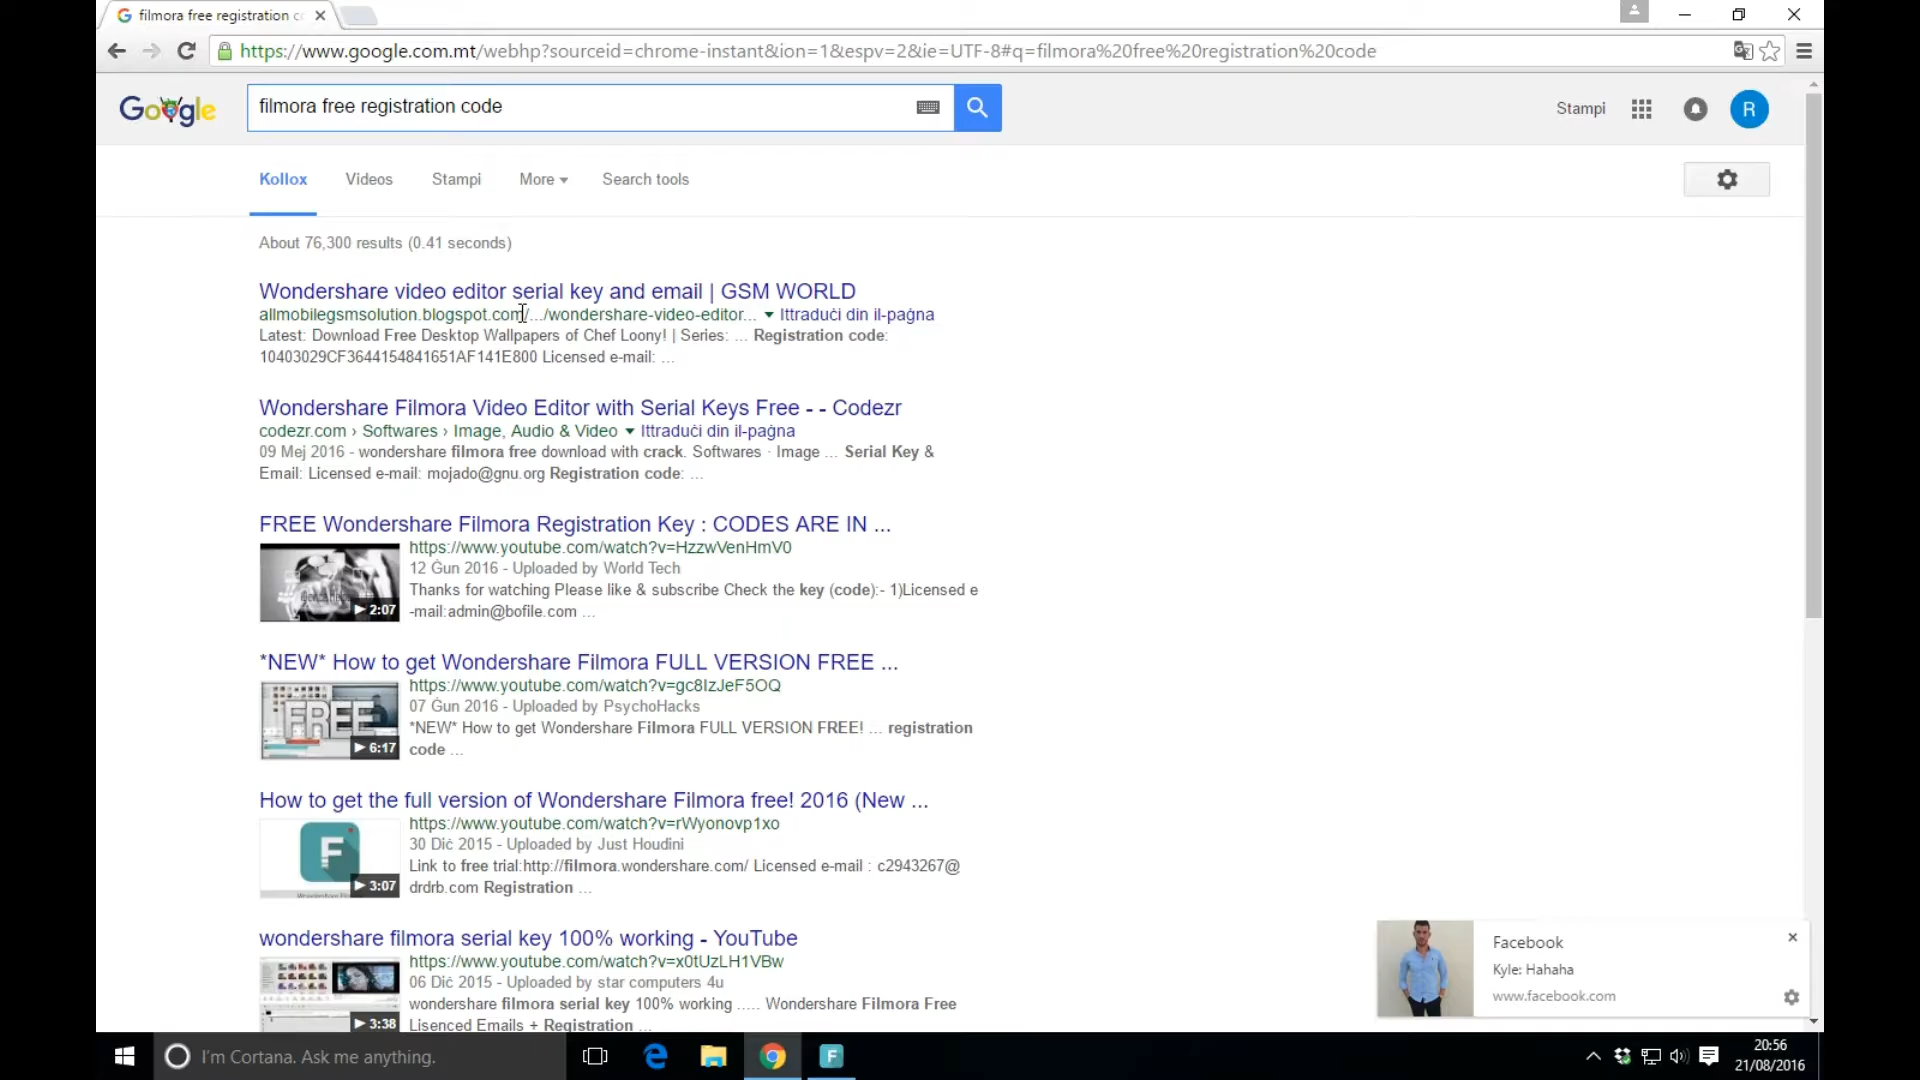 filmora free registration co
https://www.google.com.mt/webhp?sourceid=chrome-instant&ion=1&espv=2&ie=UTF-8#q=filmora%20free%20registration%20code
Google
filmora free registration code
Stampi
R
Kollox
Videos
Stampi
More
Search tools
About 76,300 results (0.41 seconds)
Wondershare video editor serial key and email | GSM WORLD
allmobilegsmsolution.blogspot.com/.../wondershare-video-editor... Ittraduċi din il-paġna
Latest: Download Free Desktop Wallpapers of Chef Loony! | Series: ... Registration code:
10403029CF3644154841651AF141E800 Licensed e-mail: ...
Wondershare Filmora Video Editor with Serial Keys Free - - Codezr
codezr.com › Softwares › Image, Audio & Video Ittraduċi din il-paġna
09 Mej 2016 - wondershare filmora free download with crack. Softwares · Image ... Serial Key &
Email: Licensed e-mail: mojado@gnu.org Registration code: ...
FREE Wondershare Filmora Registration Key : CODES ARE IN ...
https://www.youtube.com/watch?v=HzzwVenHmV0
12 Ġun 2016 - Uploaded by World Tech
Thanks for watching Please like & subscribe Check the key (code):- 1)Licensed e
-mail:admin@bofile.com ...
2:07
*NEW* How to get Wondershare Filmora FULL VERSION FREE ...
https://www.youtube.com/watch?v=gc8IzJeF5OQ
07 Ġun 2016 - Uploaded by PsychoHacks
*NEW* How to get Wondershare Filmora FULL VERSION FREE! ... registration
code ...
FREE
6:17
How to get the full version of Wondershare Filmora free! 2016 (New ...
https://www.youtube.com/watch?v=rWyonovp1xo
30 Diċ 2015 - Uploaded by Just Houdini
Link to free trial:http://filmora.wondershare.com/ Licensed e-mail : c2943267@
drdrb.com Registration ...
3:07
wondershare filmora serial key 100% working - YouTube
https://www.youtube.com/watch?v=x0tUzLH1VBw
06 Diċ 2015 - Uploaded by star computers 4u
wondershare filmora serial key 100% working ..... Wondershare Filmora Free
Lisenced Emails + Registration ...
3:38
Facebook
Kyle: Hahaha
www.facebook.com
I'm Cortana. Ask me anything.
20:56
21/08/2016